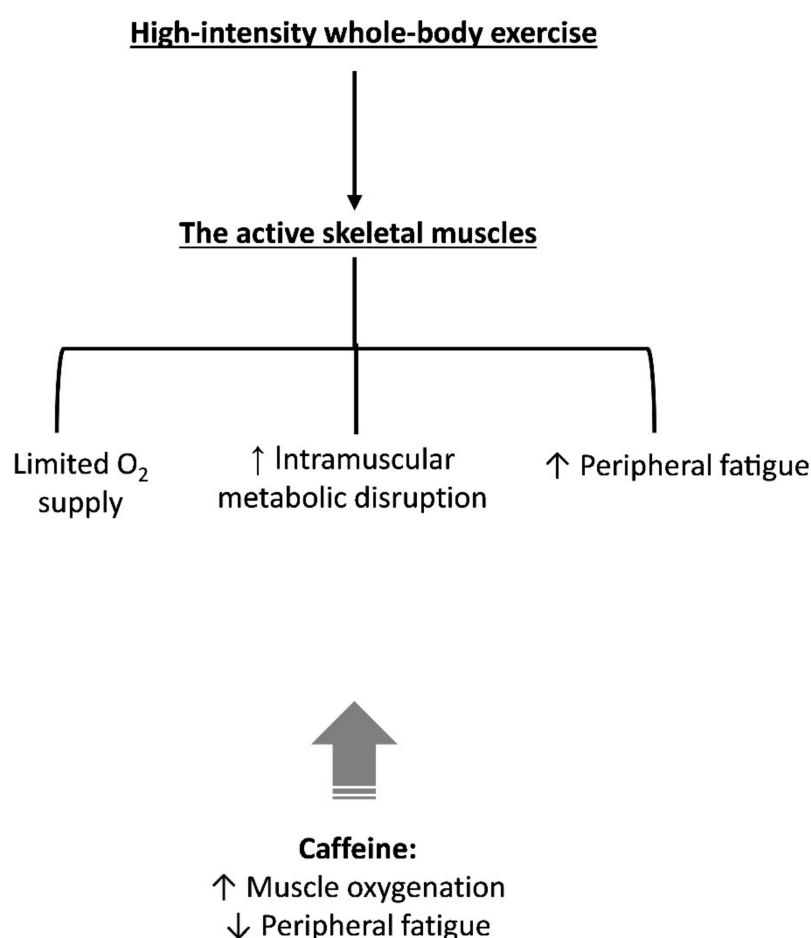 High-intensity whole-body exercise
The active skeletal muscles
Limited O₂
supply
↑ Intramuscular
metabolic disruption
↑ Peripheral fatigue
Caffeine:
↑ Muscle oxygenation
↓ Peripheral fatigue